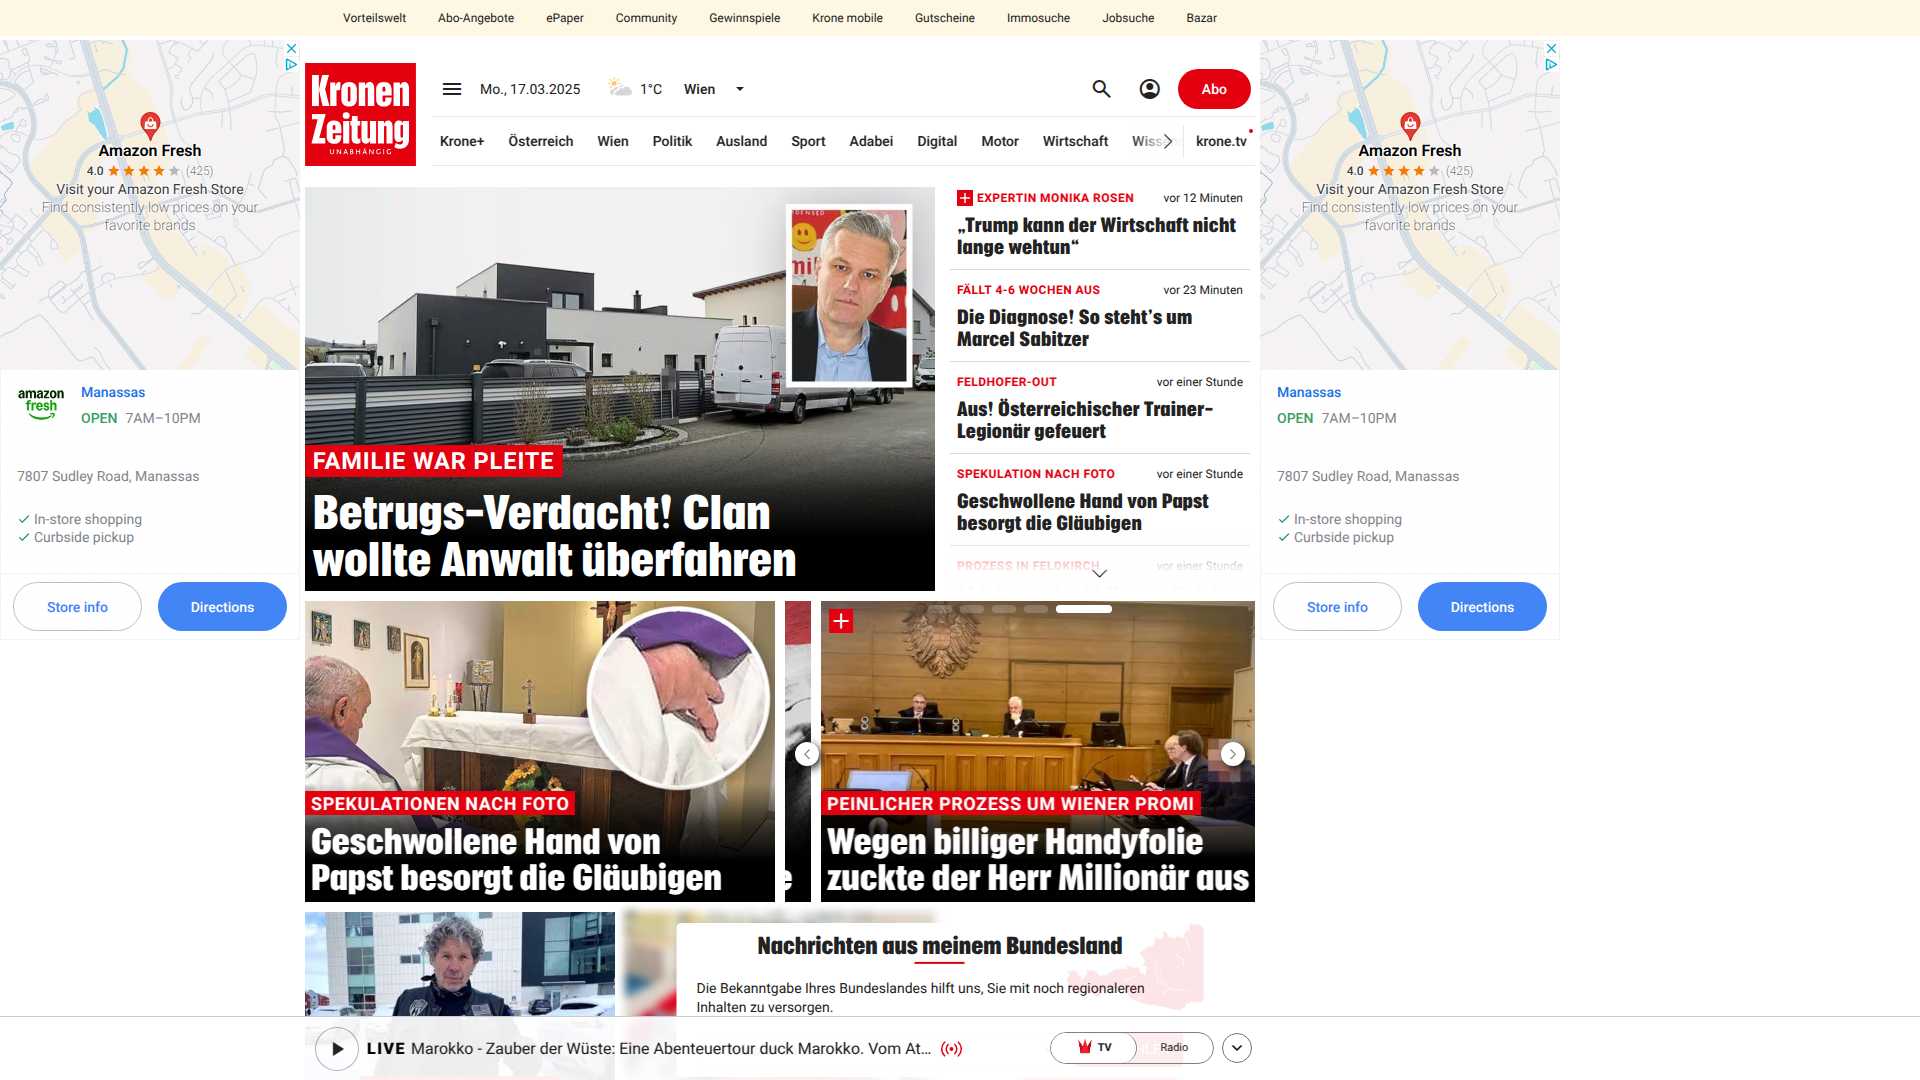 Vorteilswelt Abo-Angebote ePaper Community Gewinnspiele Krone mobile Gutscheine Immosuche Jobsuche Bazar
Kronen
Zeitung
UNABHÄNGIG
Mo., 17.03.2025 1°C Wien
Abo
Krone+ Österreich Wien Politik Ausland Sport Adabei Digital Motor Wirtschaft Wiss krone.tv
Amazon Fresh
4.0 (425)
Visit your Amazon Fresh Store
Find consistently low prices on your
favorite brands
amazon
fresh
Manassas
OPEN 7AM–10PM
7807 Sudley Road, Manassas
In-store shopping
Curbside pickup
Store info Directions
FAMILIE WAR PLEITE
Betrugs-Verdacht! Clan
wollte Anwalt überfahren
EXPERTIN MONIKA ROSEN vor 12 Minuten
„Trump kann der Wirtschaft nicht
lange wehtun“
FÄLLT 4-6 WOCHEN AUS vor 23 Minuten
Die Diagnose! So steht’s um
Marcel Sabitzer
FELDHOFER-OUT vor einer Stunde
Aus! Österreichischer Trainer-
Legionär gefeuert
SPEKULATION NACH FOTO vor einer Stunde
Geschwollene Hand von Papst
besorgt die Gläubigen
PROZESS IN FELDKIRCH vor einer Stunde
Amazon Fresh
4.0 (425)
Visit your Amazon Fresh Store
Find consistently low prices on your
favorite brands
Manassas
OPEN 7AM–10PM
7807 Sudley Road, Manassas
In-store shopping
Curbside pickup
Store info Directions
SPEKULATIONEN NACH FOTO
Geschwollene Hand von
Papst besorgt die Gläubigen
e
PEINLICHER PROZESS UM WIENER PROMI
Wegen billiger Handyfolie
zuckte der Herr Millionär aus
Nachrichten aus meinem Bundesland
Die Bekanntgabe Ihres Bundeslandes hilft uns, Sie mit noch regionaleren
Inhalten zu versorgen.
LIVE Marokko - Zauber der Wüste: Eine Abenteuertour duck Marokko. Vom At...
TV Radio